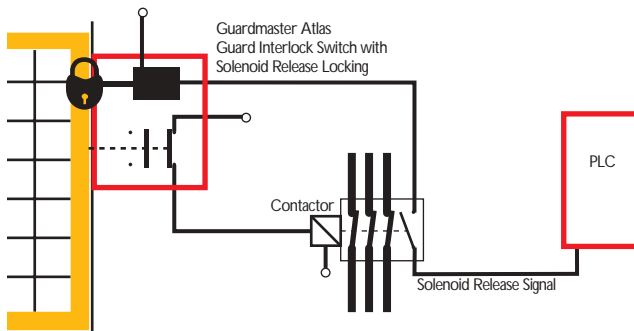 Guardmaster Atlas
Guard Interlock Switch with
Solenoid Release Locking
PLC
Contactor
Solenoid Release Signal